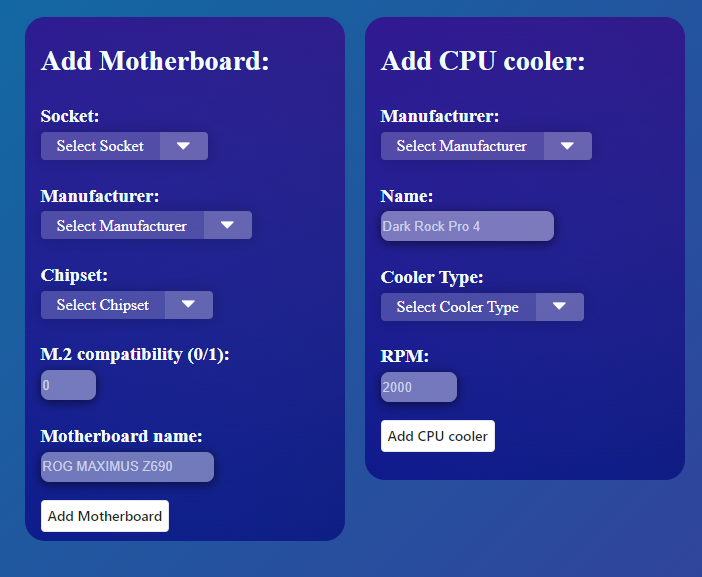 Add Motherboard:
Socket:
Select Socket
Manufacturer:
Select Manufacturer
Chipset:
Select Chipset
M.2 compatibility (0/1):
0
Motherboard name:
ROG MAXIMUS Z690
Add Motherboard
Add CPU cooler:
Manufacturer:
Select Manufacturer
Name:
Dark Rock Pro 4
Cooler Type:
Select Cooler Type
RPM:
2000
Add CPU cooler